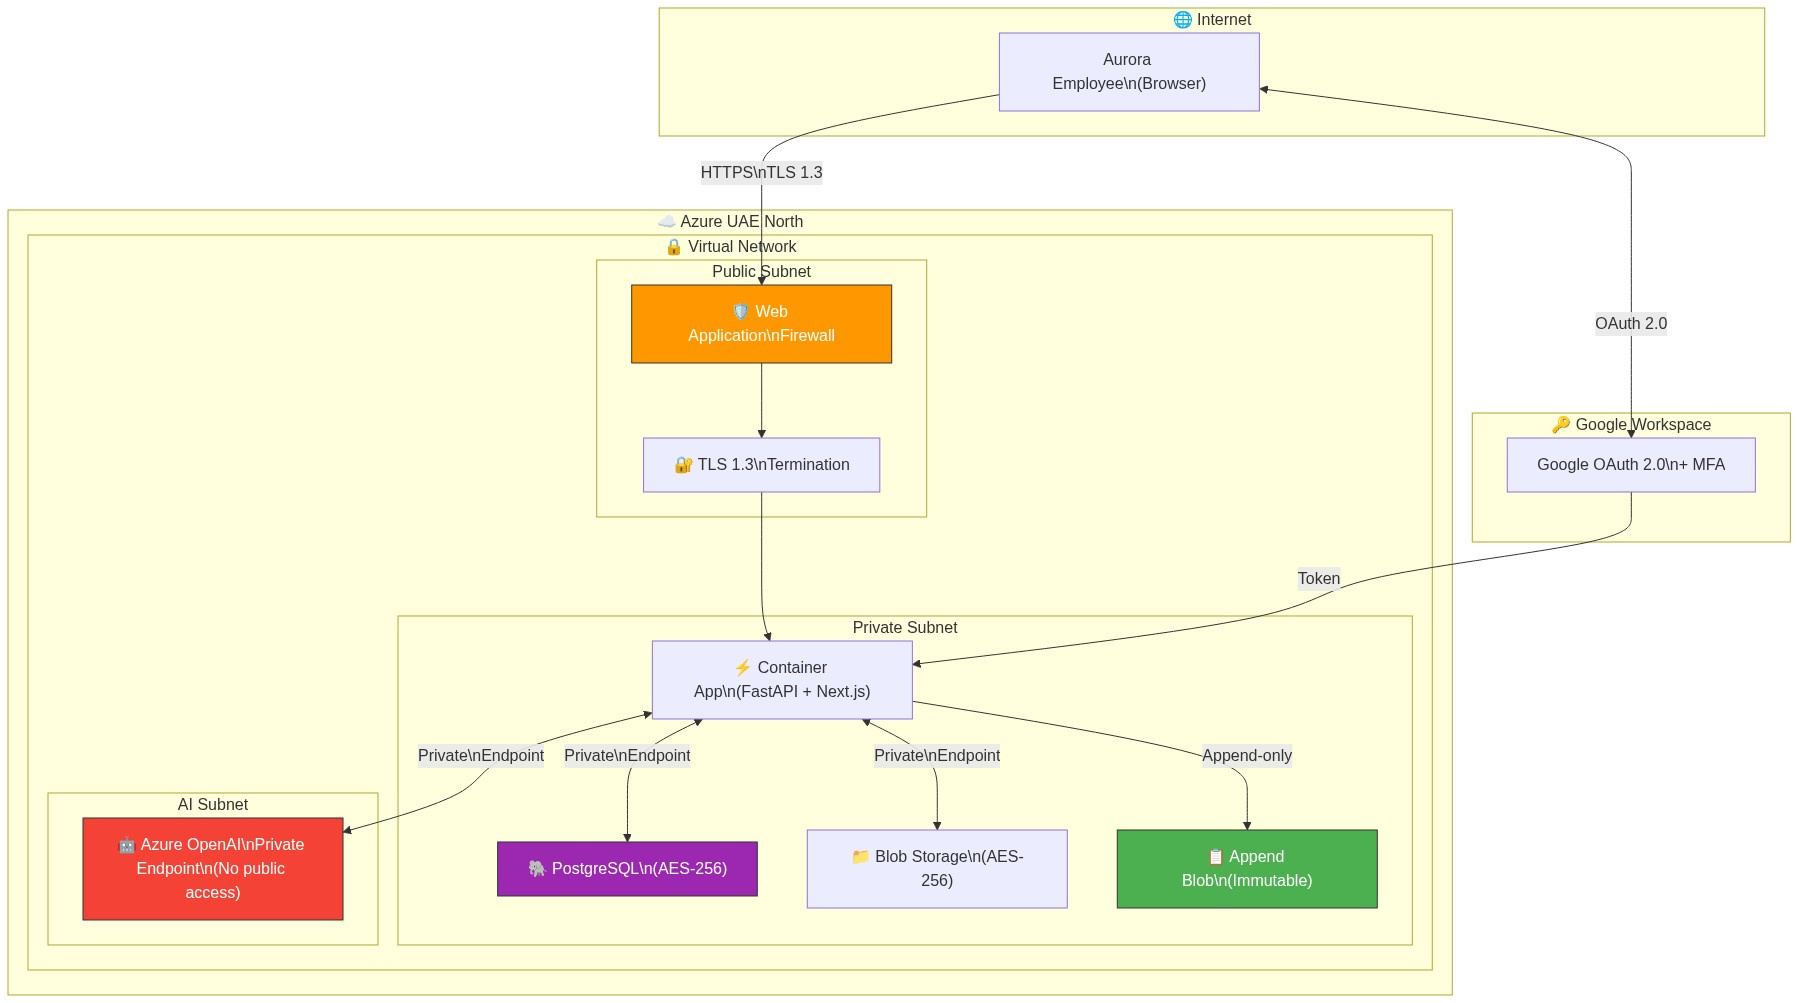 🌐 Internet
Aurora
Employee\n(Browser)
HTTPS\nTLS 1.3
☁️ Azure UAE North
🔒 Virtual Network
Public Subnet
🛡️ Web
Application\nFirewall
OAuth 2.0
🔑 Google Workspace
🔐 TLS 1.3\nTermination
Google OAuth 2.0\n+ MFA
Token
Private Subnet
⚡ Container
App\n(FastAPI + Next.js)
Private\nEndpoint
Private\nEndpoint
Private\nEndpoint
Append-only
AI Subnet
🤖 Azure OpenAI\nPrivate
Endpoint\n(No public
access)
🐘 PostgreSQL\n(AES-256)
📁 Blob Storage\n(AES-
256)
📋 Append
Blob\n(Immutable)